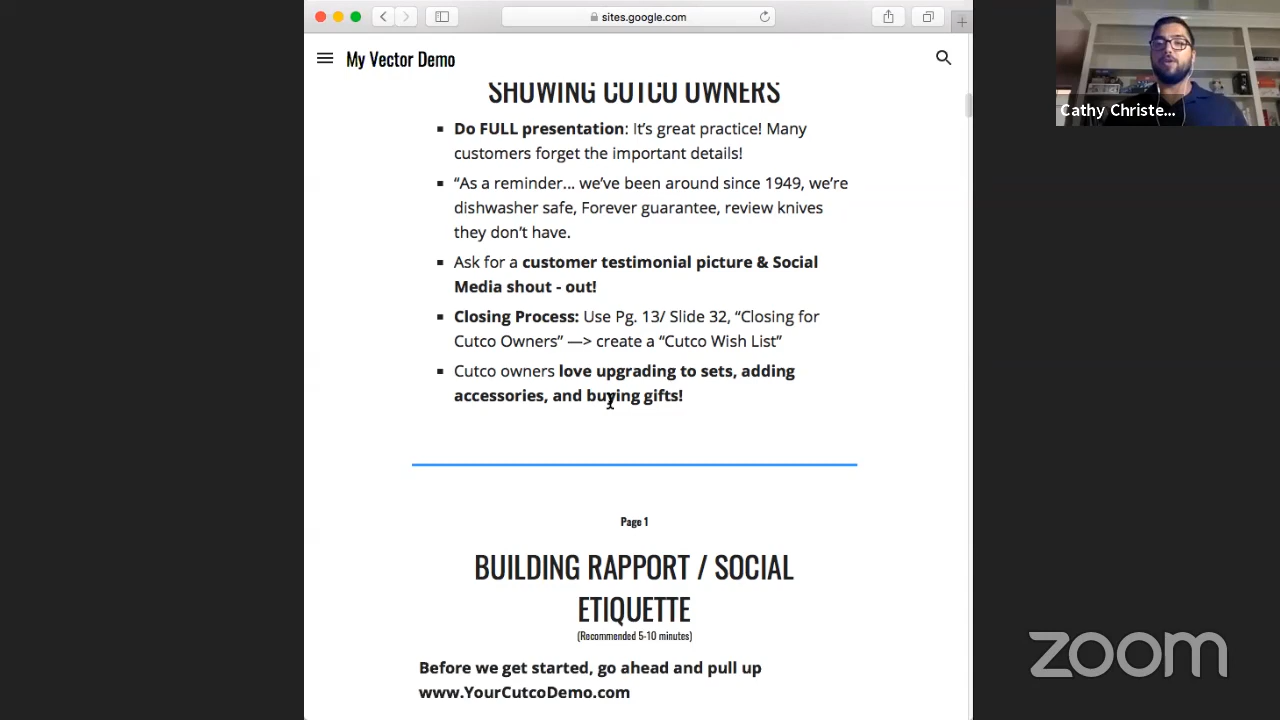 sites.google.com
My Vector Demo
SHOWING CUTCO OWNERS
▪ Do FULL presentation: It’s great practice! Many
customers forget the important details!
▪ “As a reminder... we’ve been around since 1949, we’re
dishwasher safe, Forever guarantee, review knives
they don’t have.
▪ Ask for a customer testimonial picture & Social
Media shout - out!
▪ Closing Process: Use Pg. 13/ Slide 32, “Closing for
Cutco Owners” —> create a “Cutco Wish List”
▪ Cutco owners love upgrading to sets, adding
accessories, and buying gifts!
Page 1
BUILDING RAPPORT / SOCIAL
ETIQUETTE
(Recommended 5-10 minutes)
Before we get started, go ahead and pull up
www.YourCutcoDemo.com
Cathy Christe...
zoom